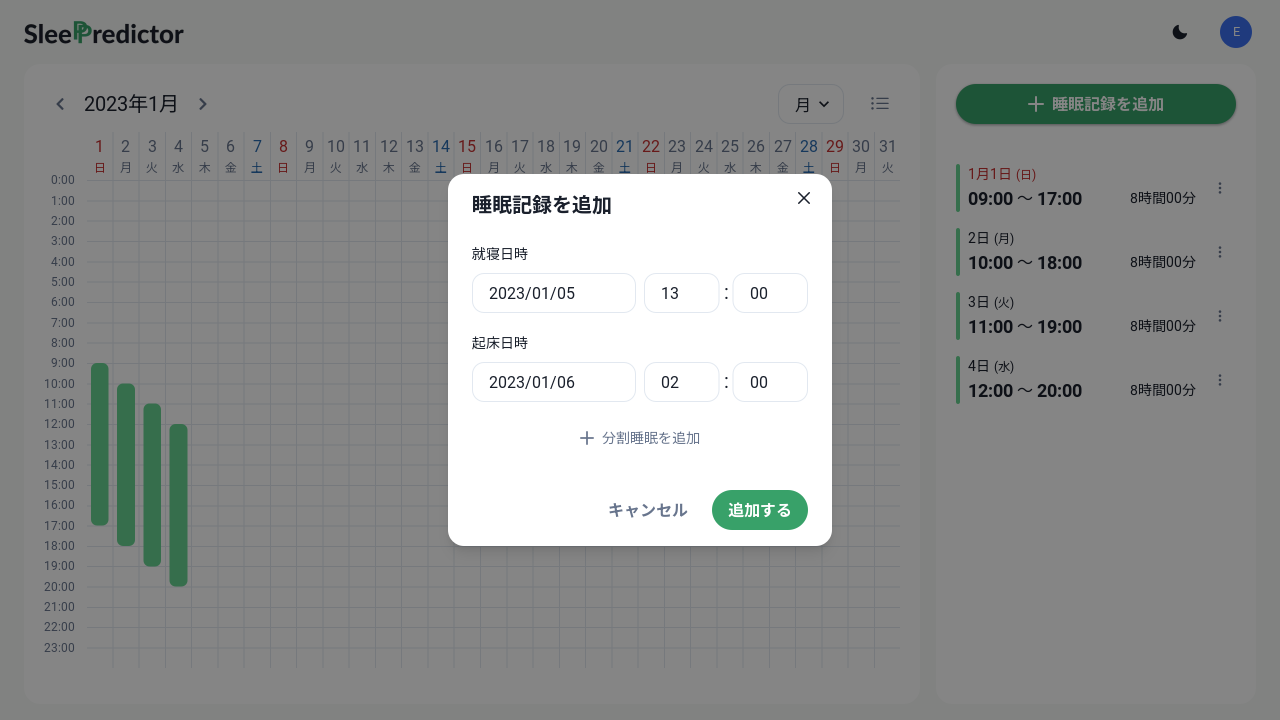 SleePredictor
E
2023年1月
月
1 2 3 4 5 6 7 8 9 10 11 12 13 14 15 16 17 18 19 20 21 22 23 24 25 26 27 28 29 30 31
日 月 火 水 木 金 土 日 月 火 水 木 金 土 日 月 火 水 木 金 土 日 月 火 水 木 金 土 日 月 火
0:00
1:00
2:00
3:00
4:00
5:00
6:00
7:00
8:00
9:00
10:00
11:00
12:00
13:00
14:00
15:00
16:00
17:00
18:00
19:00
20:00
21:00
22:00
23:00
睡眠記録を追加
就寝日時
2023/01/05 13 : 00
起床日時
2023/01/06 02 : 00
分割睡眠を追加
キャンセル 追加する
睡眠記録を追加
1月1日 (日)
09:00 〜 17:00 8時間00分
2日 (月)
10:00 〜 18:00 8時間00分
3日 (火)
11:00 〜 19:00 8時間00分
4日 (水)
12:00 〜 20:00 8時間00分